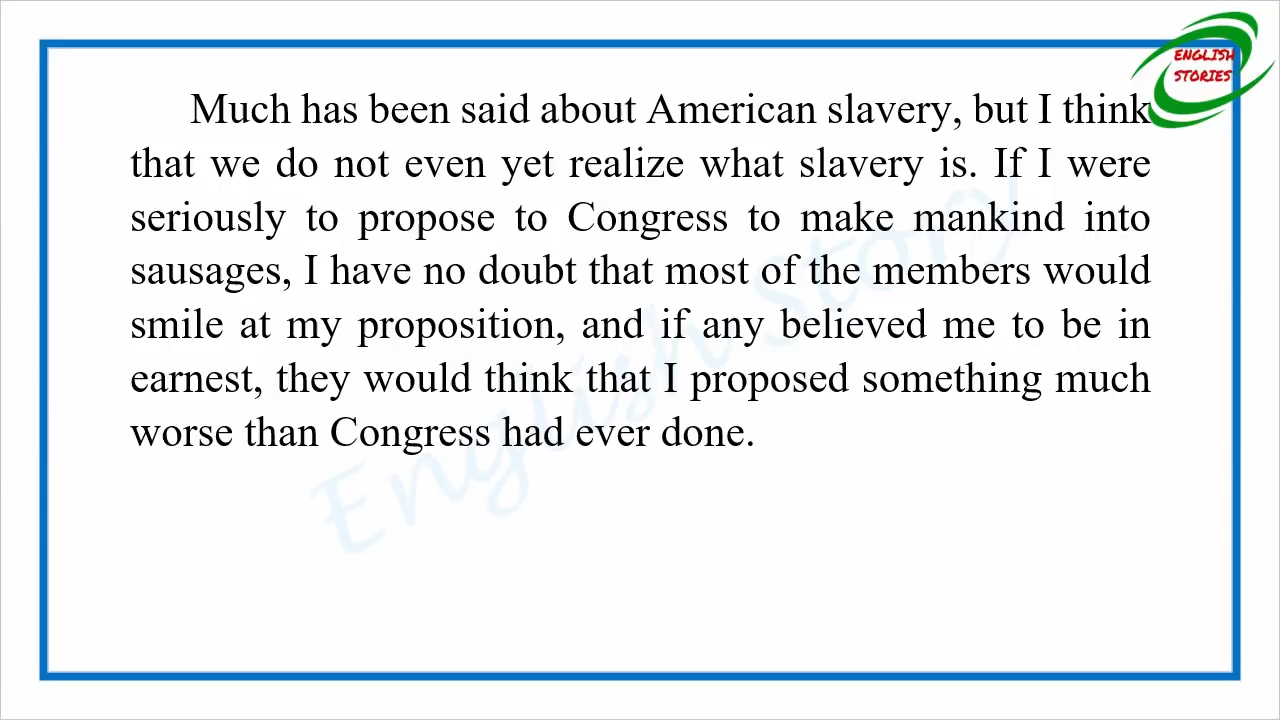 ENGLISH
STORIES
Much has been said about American slavery, but I think
that we do not even yet realize what slavery is. If I were
seriously to propose to Congress to make mankind into
sausages, I have no doubt that most of the members would
smile at my proposition, and if any believed me to be in
earnest, they would think that I proposed something much
worse than Congress had ever done.
English Story